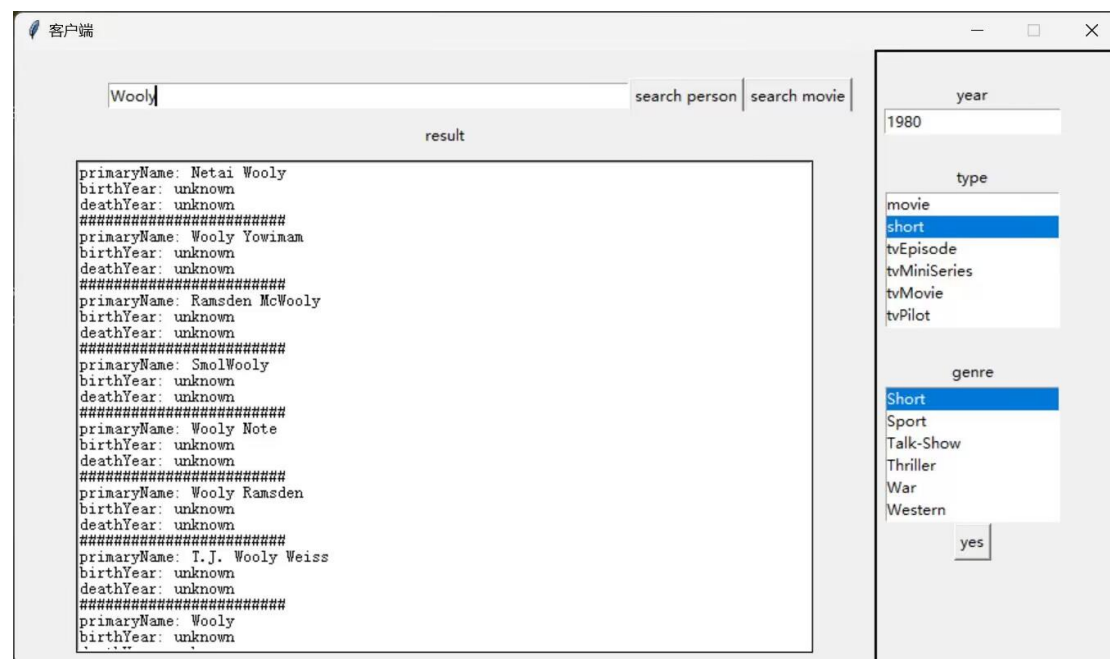 客户端
Wooly search person search movie
result
primaryName: Netai Wooly
birthYear: unknown
deathYear: unknown
########################
primaryName: Wooly Yowinam
birthYear: unknown
deathYear: unknown
########################
primaryName: Ramsden McWooly
birthYear: unknown
deathYear: unknown
########################
primaryName: SmolWooly
birthYear: unknown
deathYear: unknown
########################
primaryName: Wooly Note
birthYear: unknown
deathYear: unknown
########################
primaryName: Wooly Ramsden
birthYear: unknown
deathYear: unknown
########################
primaryName: T.J. Wooly Weiss
birthYear: unknown
deathYear: unknown
########################
primaryName: Wooly
birthYear: unknown
year
1980
type
movie
short
tvEpisode
tvMiniSeries
tvMovie
tvPilot
genre
Short
Sport
Talk-Show
Thriller
War
Western
yes